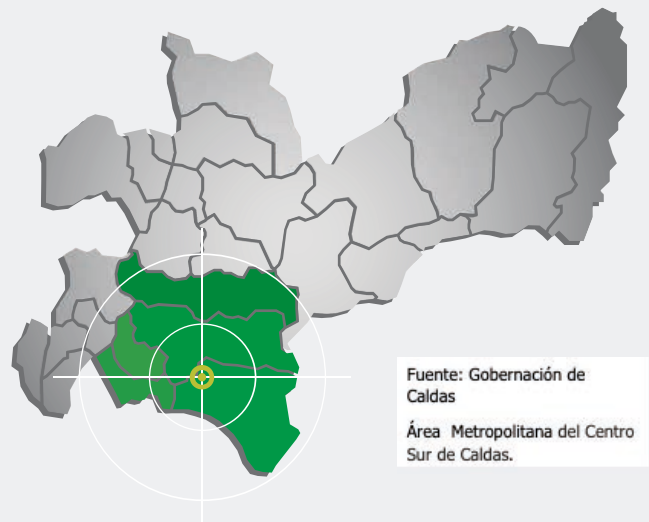 Fuente: Gobernación de
Caldas
Área Metropolitana del Centro
Sur de Caldas.